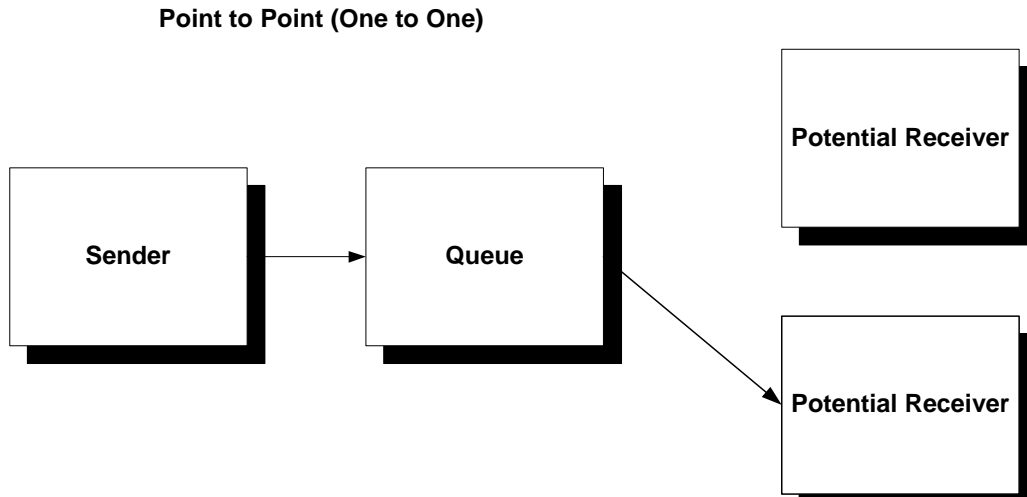 Point to Point (One to One)
Potential Receiver
Sender
Queue
Potential Receiver